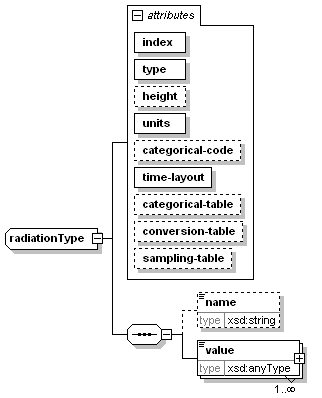 attributes
index
type
height
units
categorical-code
time-layout
categorical-table
conversion-table
sampling-table
radiationType
name
type xsd:string
value
type xsd:anyType
1..∞